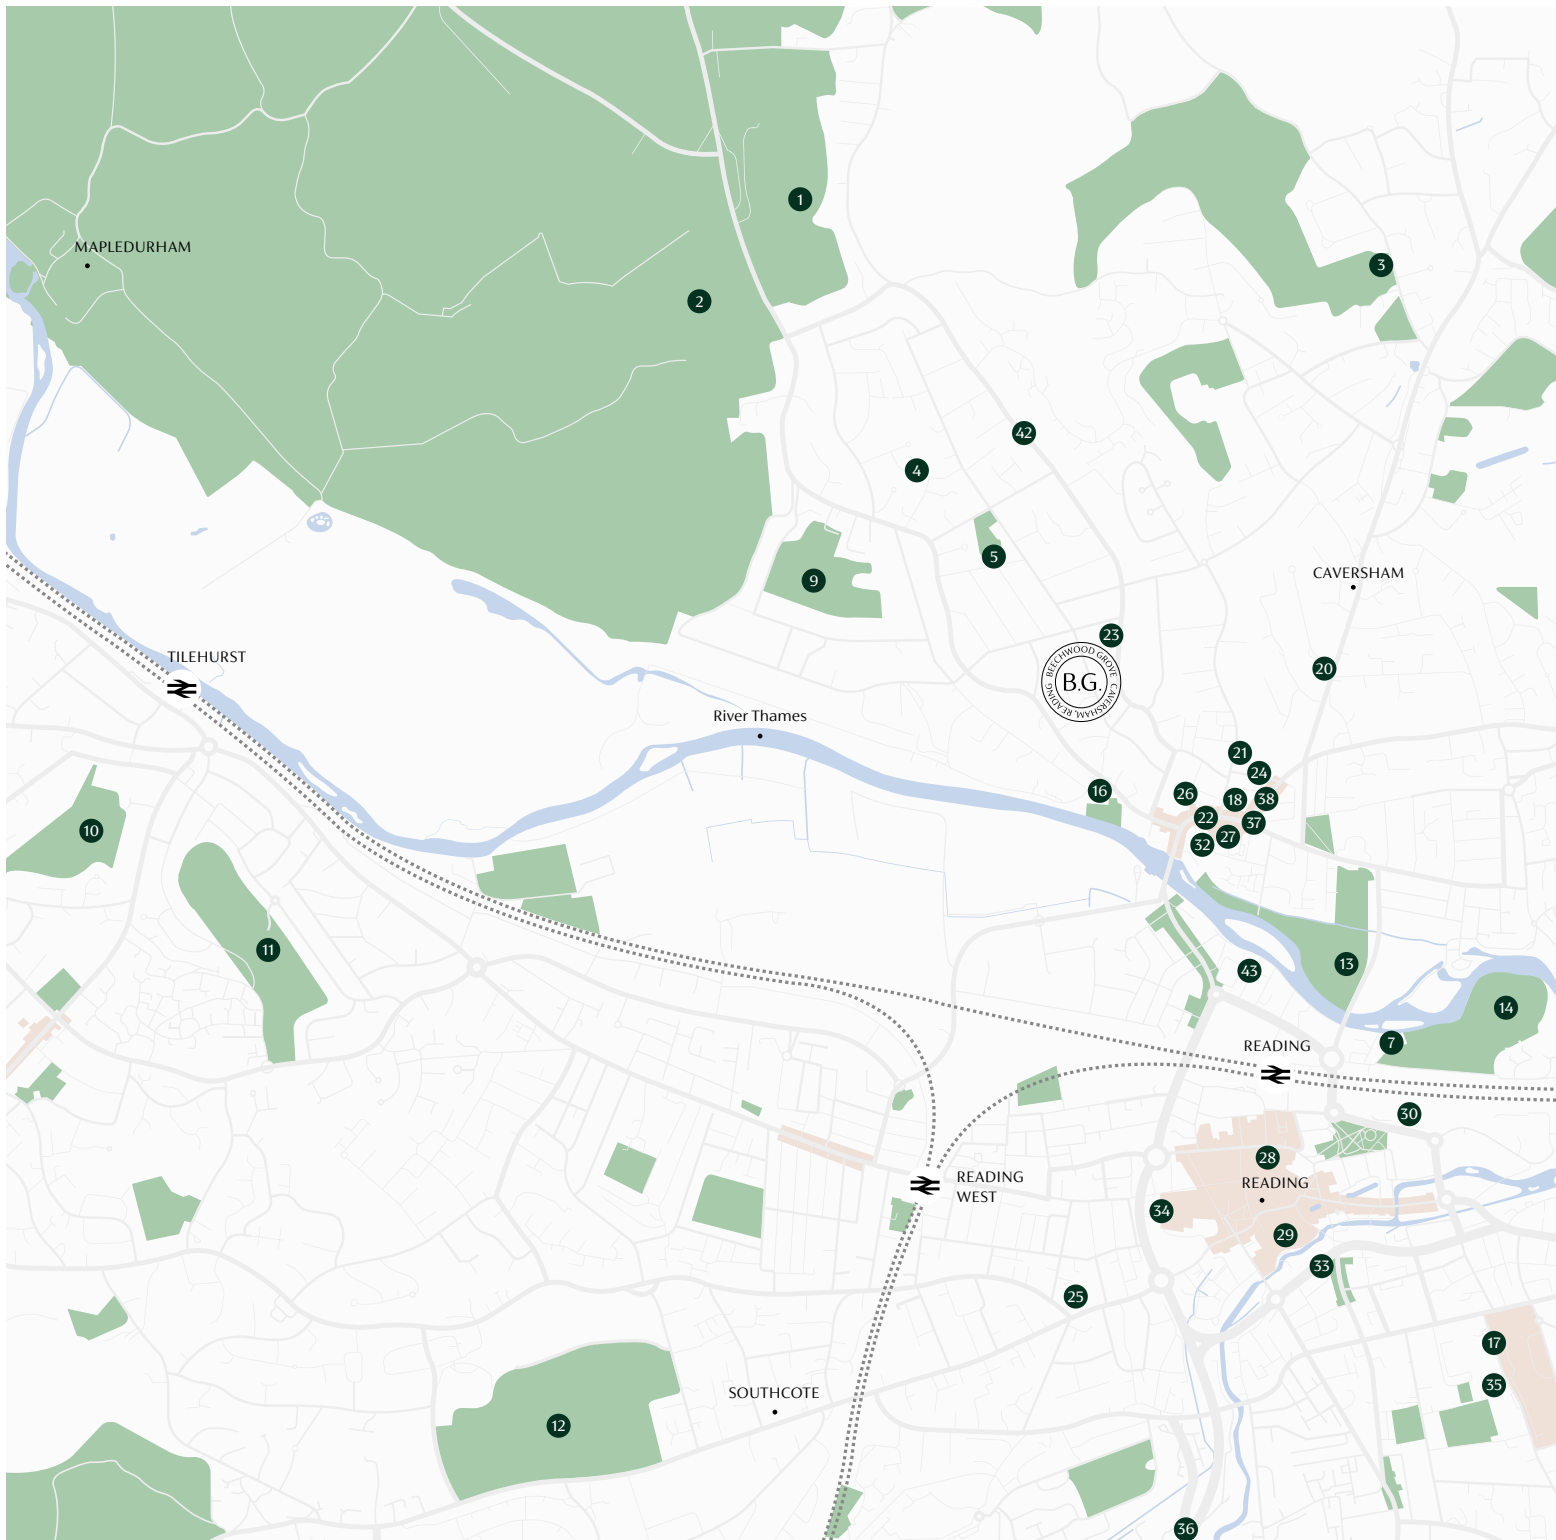 1
MAPLEDURHAM
3
2
42
4
5
CAVERSHAM
9
23
TILEHURST
20
BEECHWOOD GROVE
CAVERSHAM, READING
B.G.
River Thames
21
24
16
26
18
38
22
37
10
27
32
11
13
43
14
7
READING
30
28
READING
WEST
READING
34
29
33
25
17
35
SOUTHCOTE
12
36